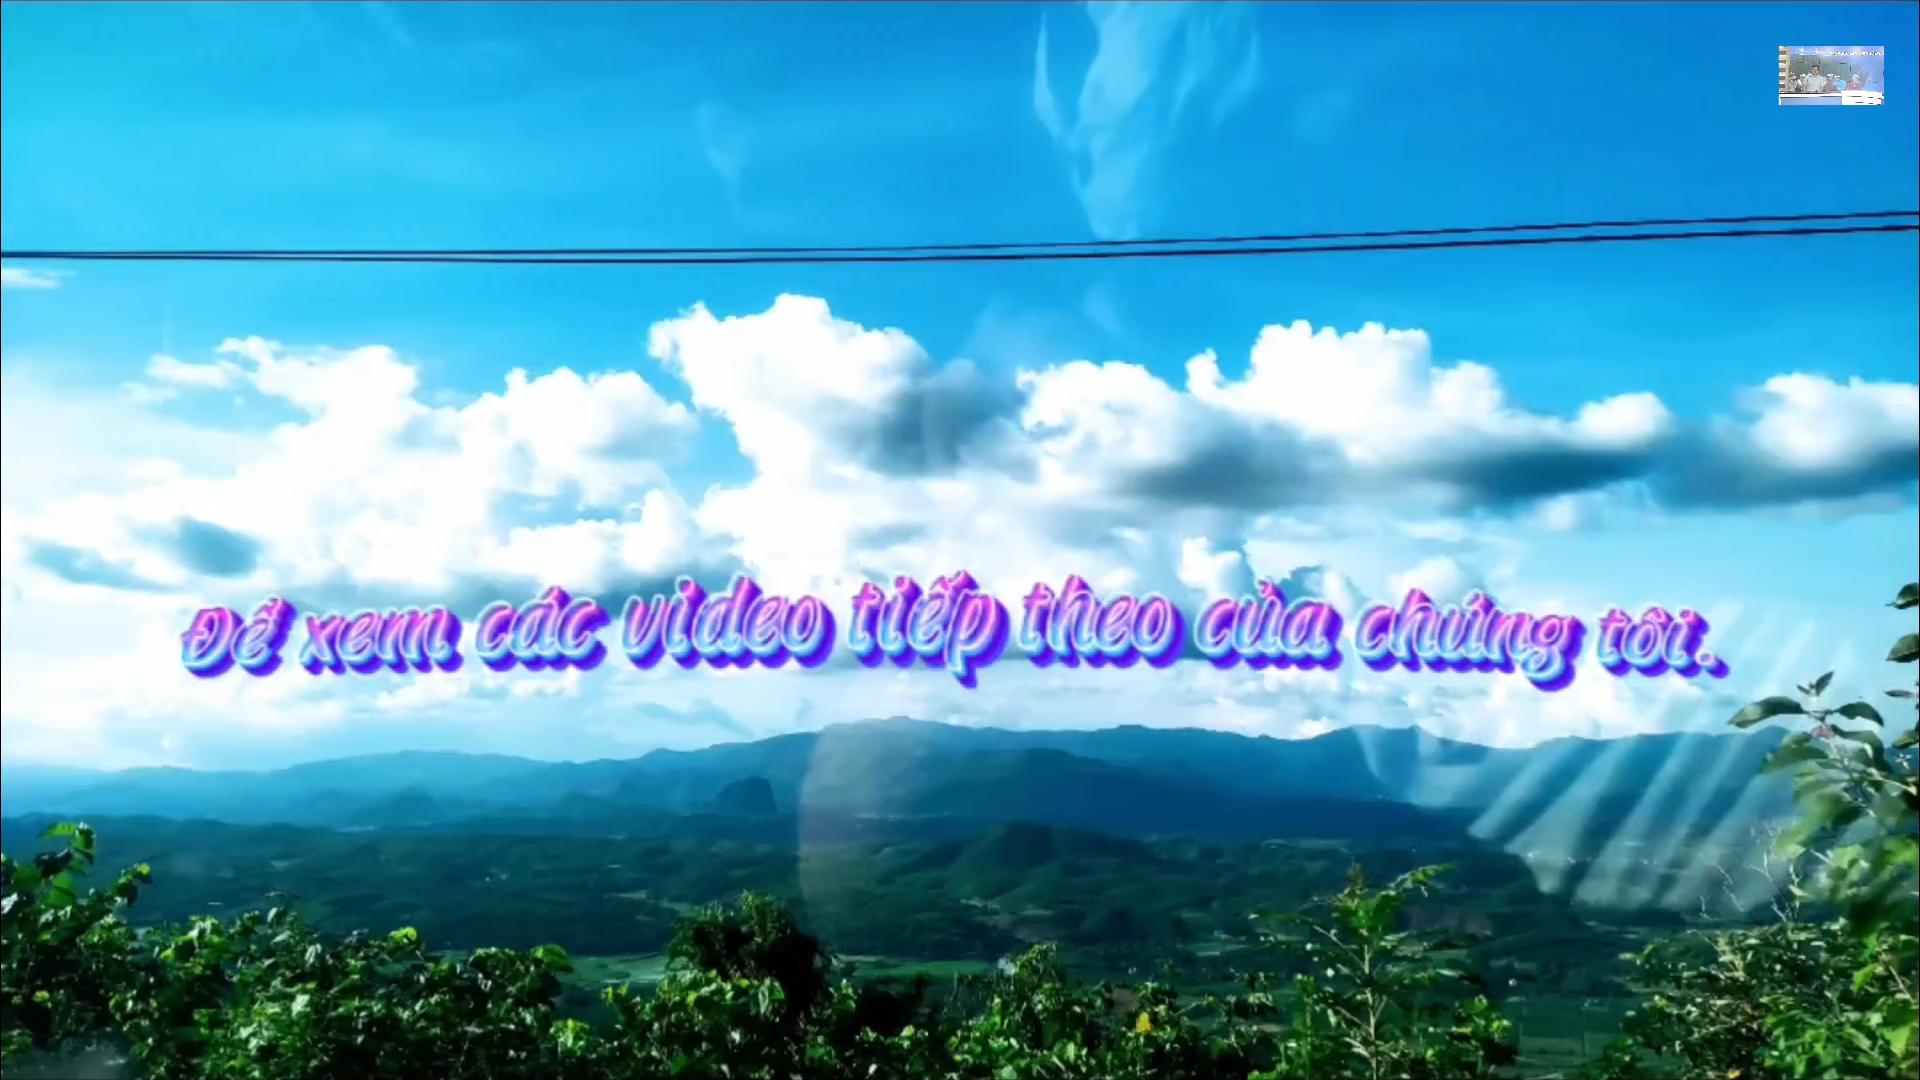 Để xem các video tiếp theo của chúng tôi.